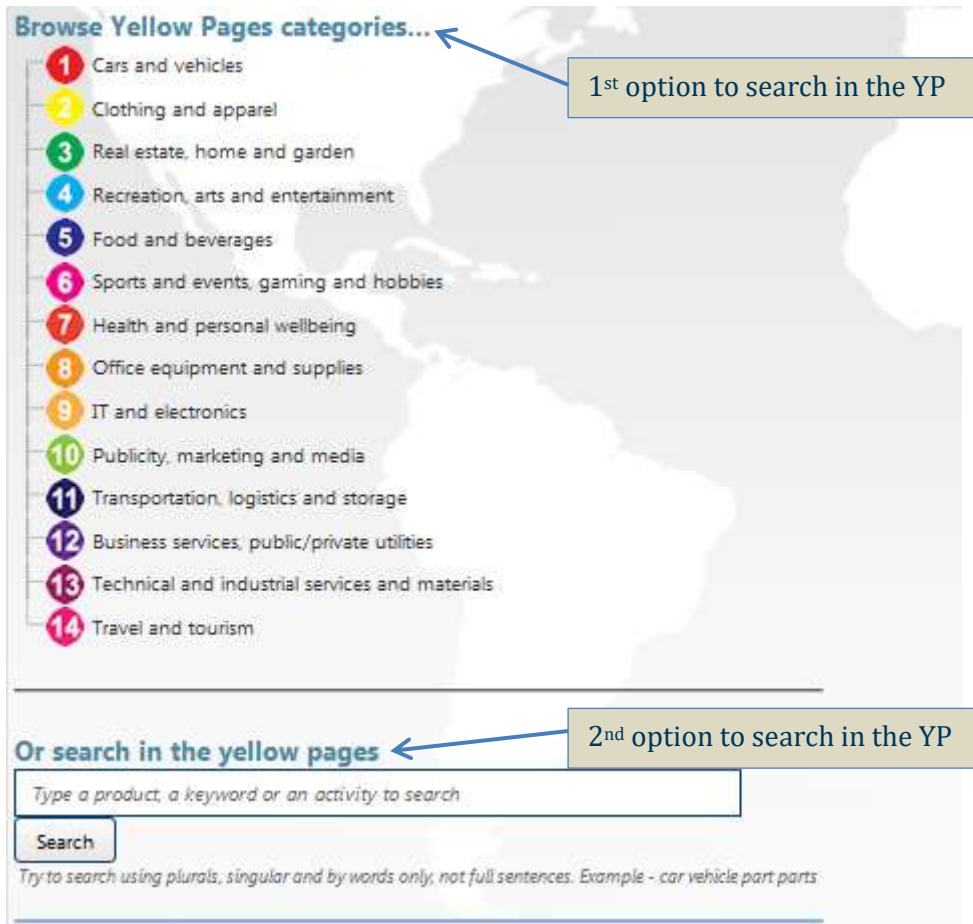 Browse Yellow Pages categories...
1st option to search in the YP
1 Cars and vehicles
2 Clothing and apparel
3 Real estate, home and garden
4 Recreation, arts and entertainment
5 Food and beverages
6 Sports and events, gaming and hobbies
7 Health and personal wellbeing
8 Office equipment and supplies
9 IT and electronics
10 Publicity, marketing and media
11 Transportation, logistics and storage
12 Business services, public/private utilities
13 Technical and industrial services and materials
14 Travel and tourism
2nd option to search in the YP
Or search in the yellow pages
Type a product, a keyword or an activity to search
Search
Try to search using plurals, singular and by words only, not full sentences. Example - car vehicle part parts